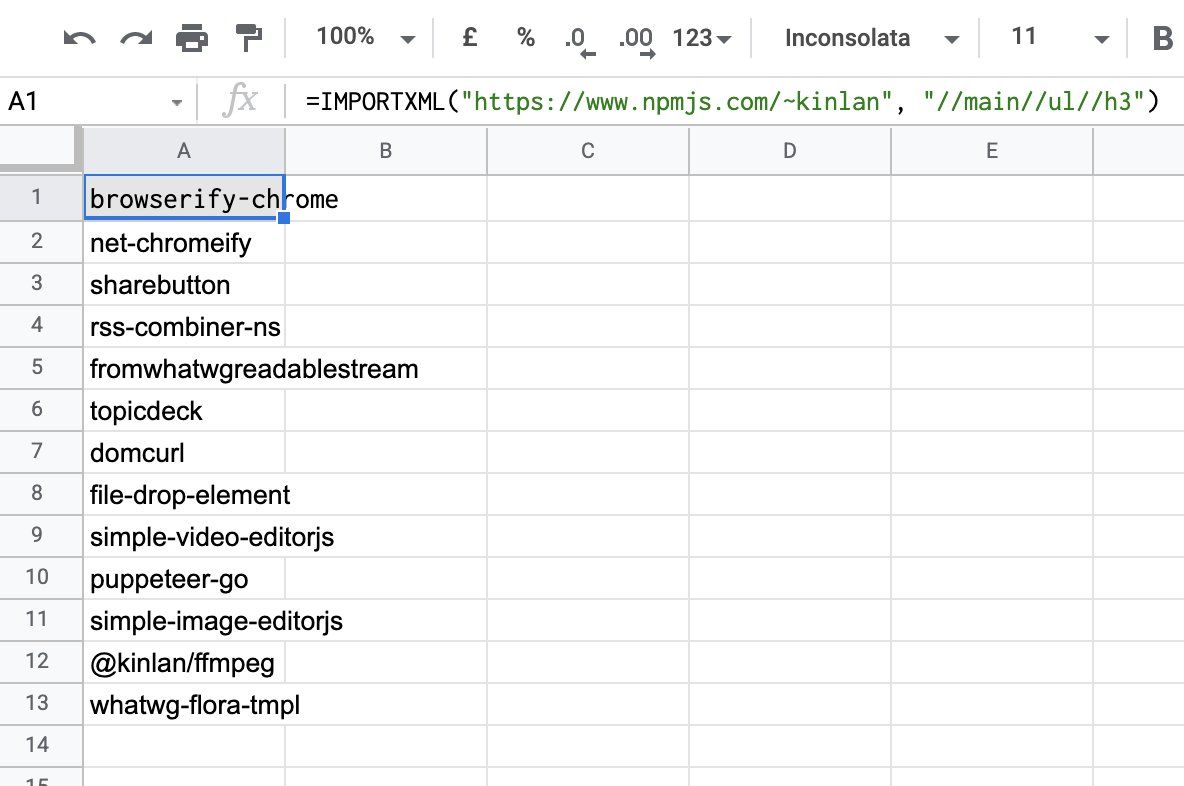 100% £ % .0 .00 123 Inconsolata 11 B
A1 fx =IMPORTXML("https://www.npmjs.com/~kinlan", "//main//ul//h3")
A B C D E
1 browserify-chrome
2 net-chromeify
3 sharebutton
4 rss-combiner-ns
5 fromwhatwgreadablestream
6 topicdeck
7 domcurl
8 file-drop-element
9 simple-video-editorjs
10 puppeteer-go
11 simple-image-editorjs
12 @kinlan/ffmpeg
13 whatwg-flora-tmpl
14
15